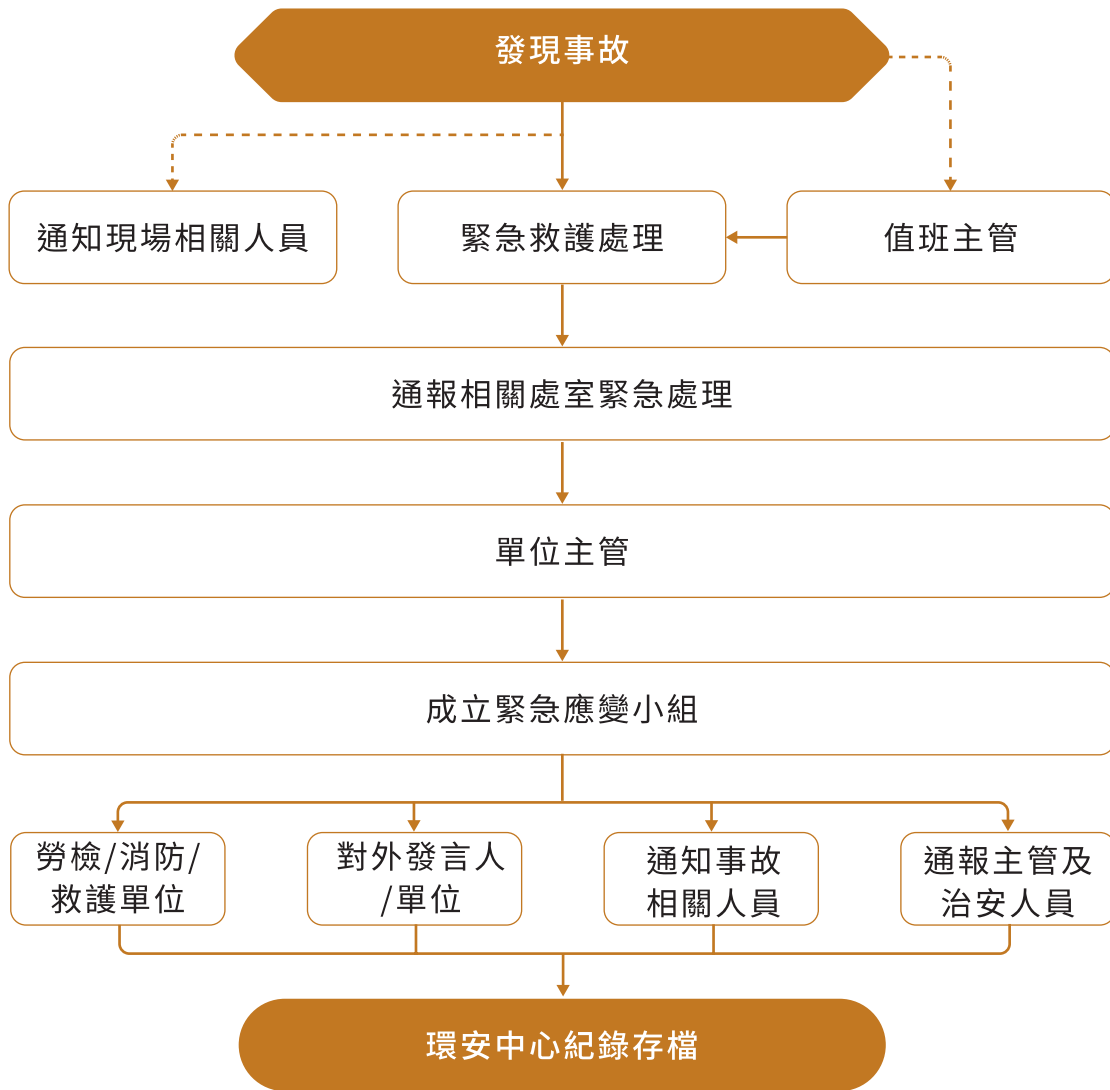 發現事故
通知現場相關人員
緊急救護處理
值班主管
通報相關處室緊急處理
單位主管
成立緊急應變小組
勞檢/消防/
救護單位
對外發言人
/單位
通知事故
相關人員
通報主管及
治安人員
環安中心紀錄存檔